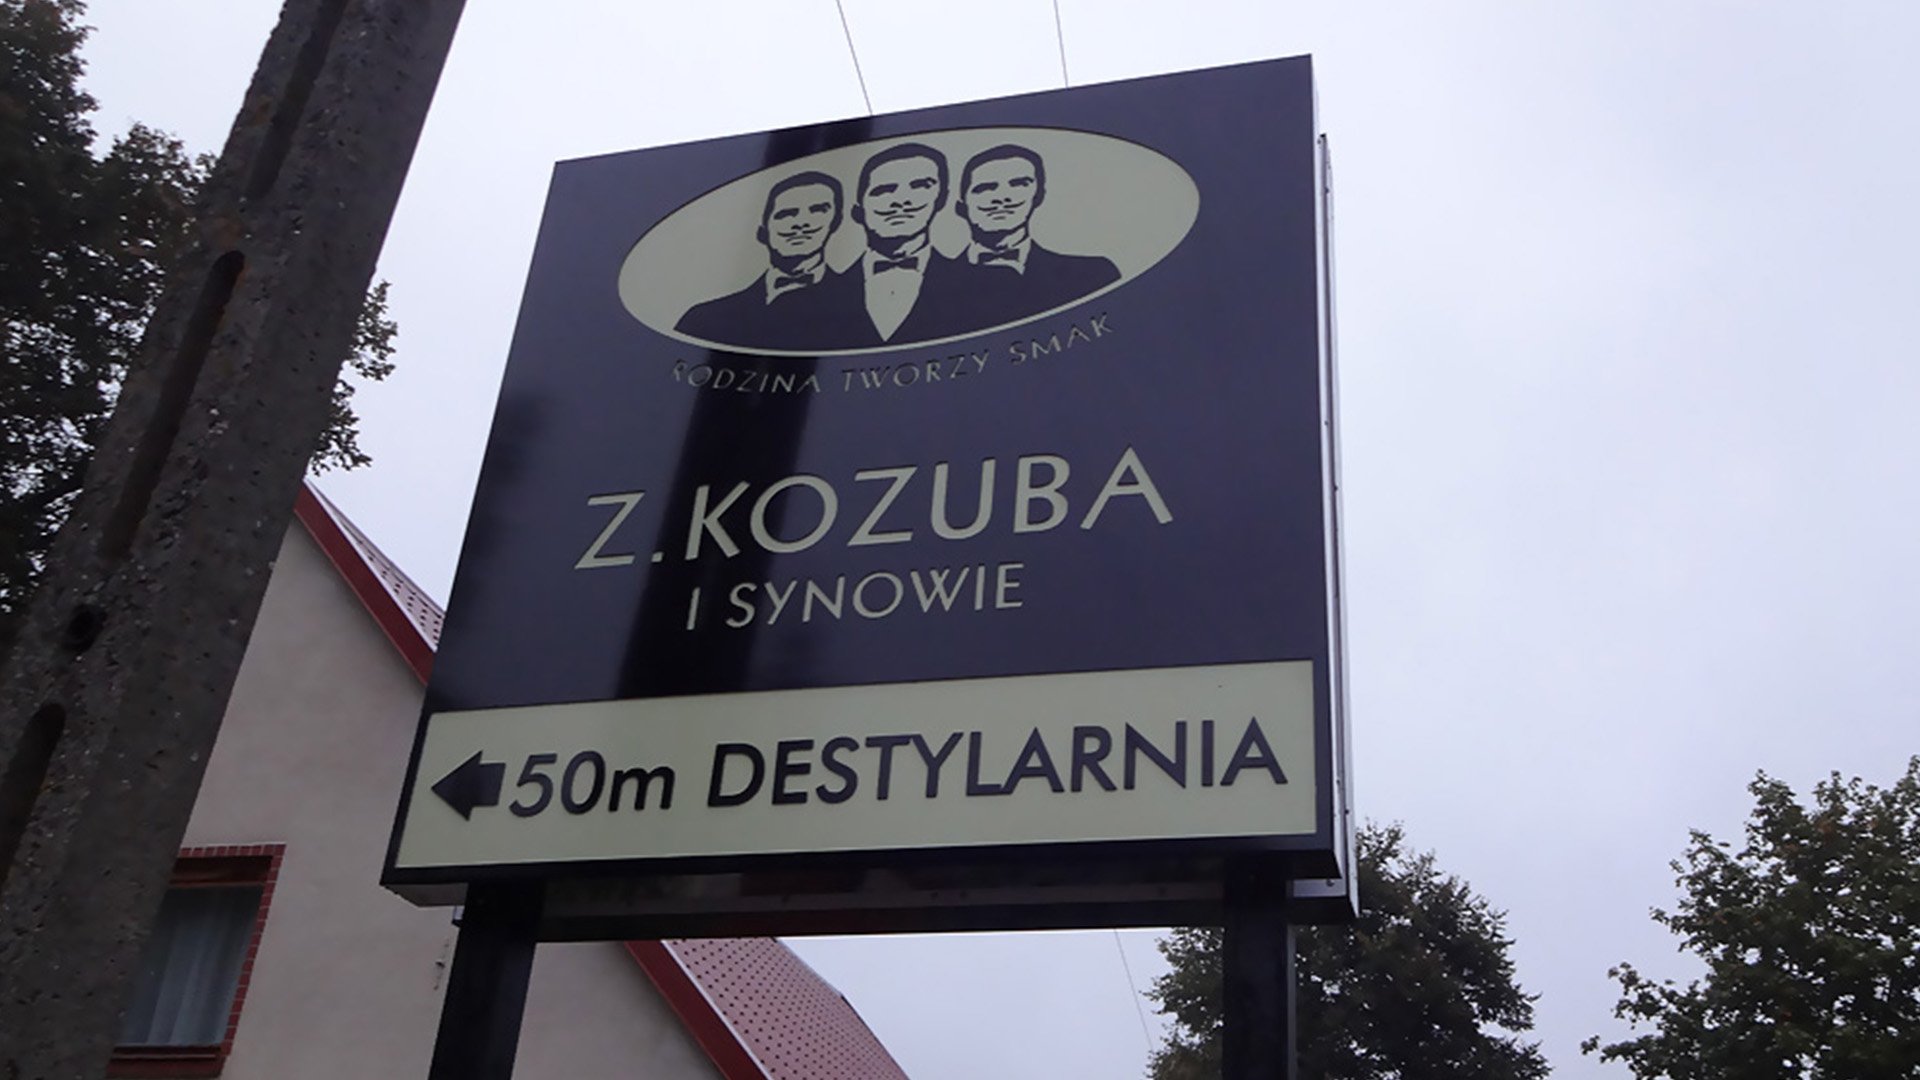 RODZINA TWORZY SMAK
Z. KOZUBA
I SYNOWIE
50m DESTYLARNIA